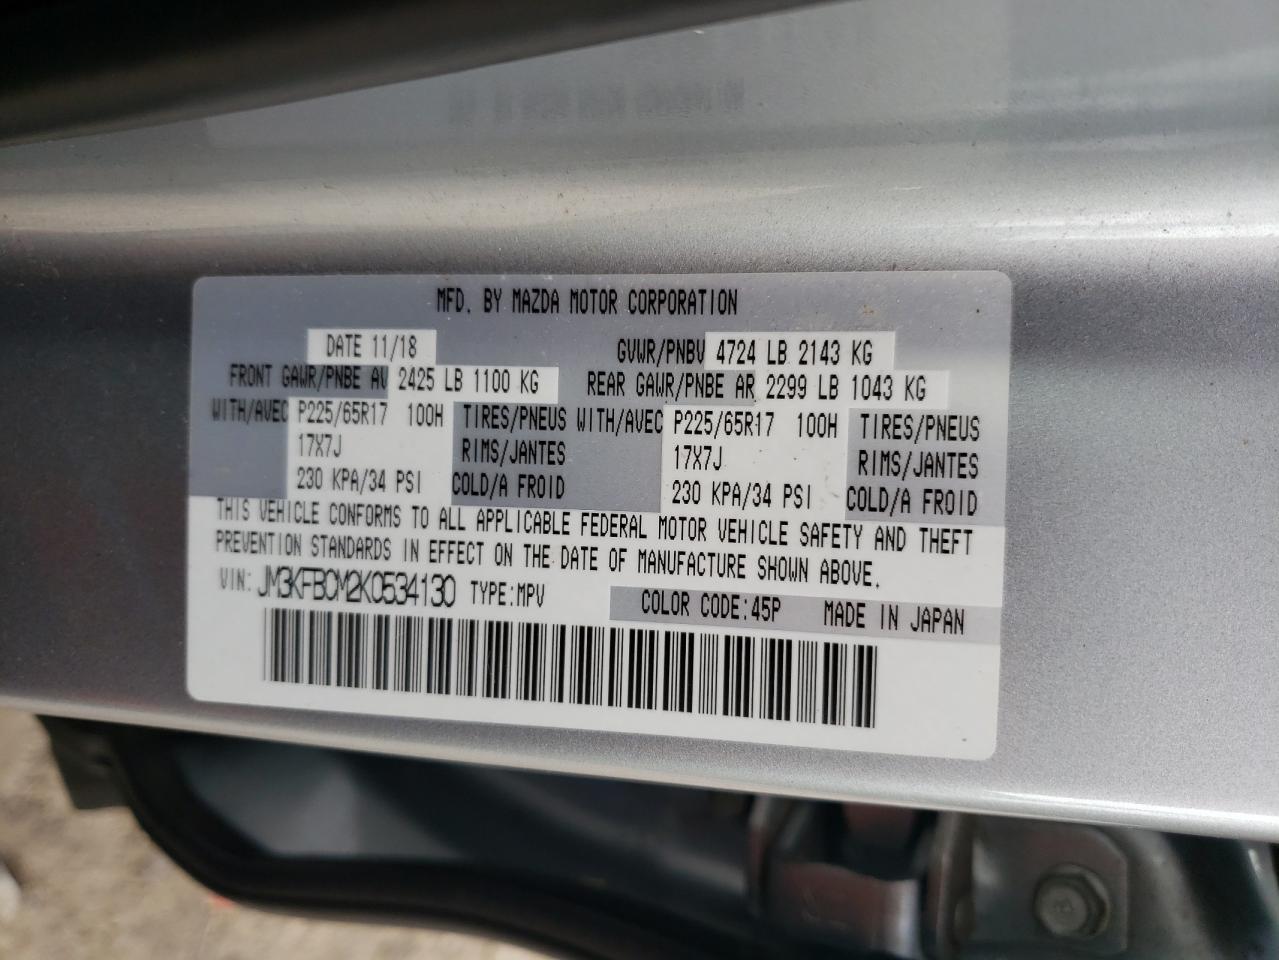 MFD. BY MAZDA MOTOR CORPORATION
DATE 11/18 GVWR/PNBV 4724 LB 2143 KG
FRONT GAWR/PNBE AV 2425 LB 1100 KG REAR GAWR/PNBE AR 2299 LB 1043 KG
WITH/AVEC P225/65R17 100H TIRES/PNEUS WITH/AVEC P225/65R17 100H TIRES/PNEUS
17X7J RIMS/JANTES 17X7J RIMS/JANTES
230 KPA/34 PSI COLD/A FROID 230 KPA/34 PSI COLD/A FROID
THIS VEHICLE CONFORMS TO ALL APPLICABLE FEDERAL MOTOR VEHICLE SAFETY AND THEFT
PREVENTION STANDARDS IN EFFECT ON THE DATE OF MANUFACTURE SHOWN ABOVE.
VIN: JM3KFBCM2K0534130 TYPE:MPV COLOR CODE:45P MADE IN JAPAN